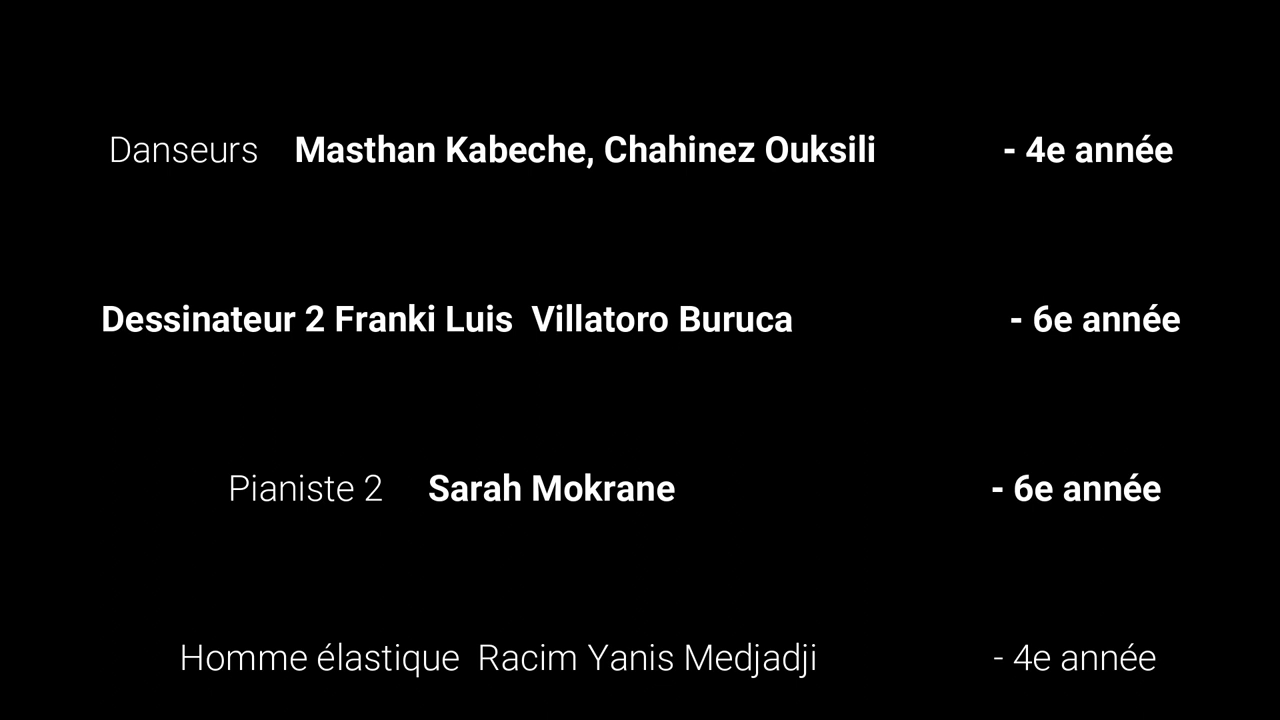 Danseurs Masthan Kabeche, Chahinez Ouksili - 4e année
Dessinateur 2 Franki Luis Villatoro Buruca - 6e année
Pianiste 2 Sarah Mokrane - 6e année
Homme élastique Racim Yanis Medjadji - 4e année